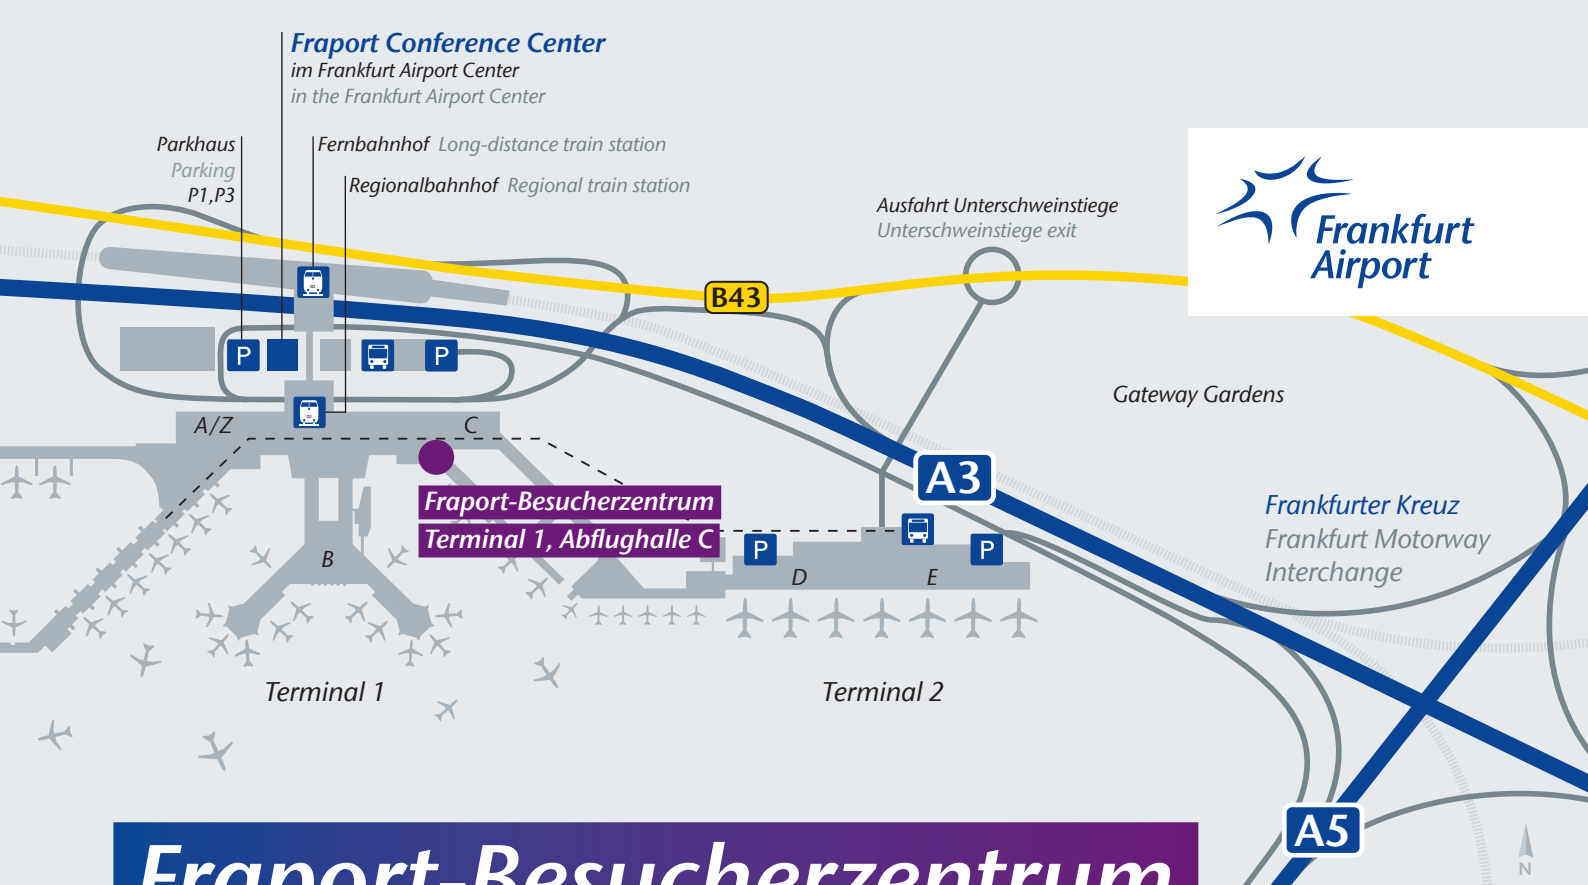 Fraport Conference Center
im Frankfurt Airport Center
in the Frankfurt Airport Center
Parkhaus
Parking
P1,P3
Fernbahnhof Long-distance train station
Regionalbahnhof Regional train station
Ausfahrt Unterschweinstiege
Unterschweinstiege exit
Frankfurt
Airport
B43
P
P
Gateway Gardens
A/Z
C
A3
Fraport-Besucherzentrum
Terminal 1, Abflughalle C
Frankfurter Kreuz
Frankfurt Motorway
Interchange
P
P
B
D
E
Terminal 1
Terminal 2
A5
N
Fraport-Besucherzentrum